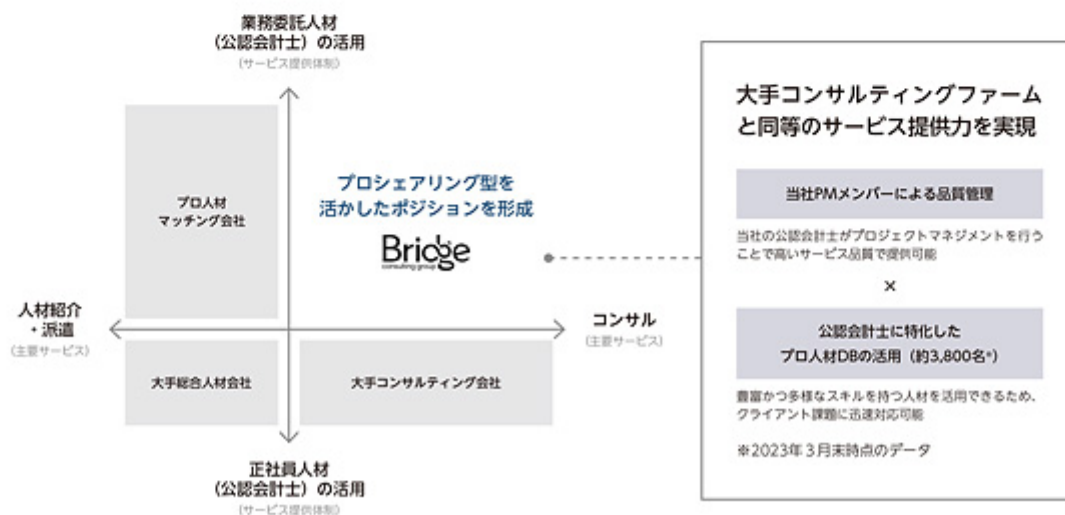 業務委託人材
(公認会計士)の活用
(サービス提供体制)
プロ人材
マッチング会社
プロシェアリング型を
活かしたポジションを形成
Bridge
consulting group
人材紹介
・派遣
(主要サービス)
コンサル
(主要サービス)
大手総合人材会社
大手コンサルティング会社
正社員人材
(公認会計士)の活用
(サービス提供体制)
大手コンサルティングファーム
と同等のサービス提供力を実現
当社PMメンバーによる品質管理
当社の公認会計士がプロジェクトマネジメントを行う
ことで高いサービス品質で提供可能
×
公認会計士に特化した
プロ人材DBの活用(約3,800名※)
豊富かつ多様なスキルを持つ人材を活用できるため、
クライアント課題に迅速対応可能
※2023年3月末時点のデータ